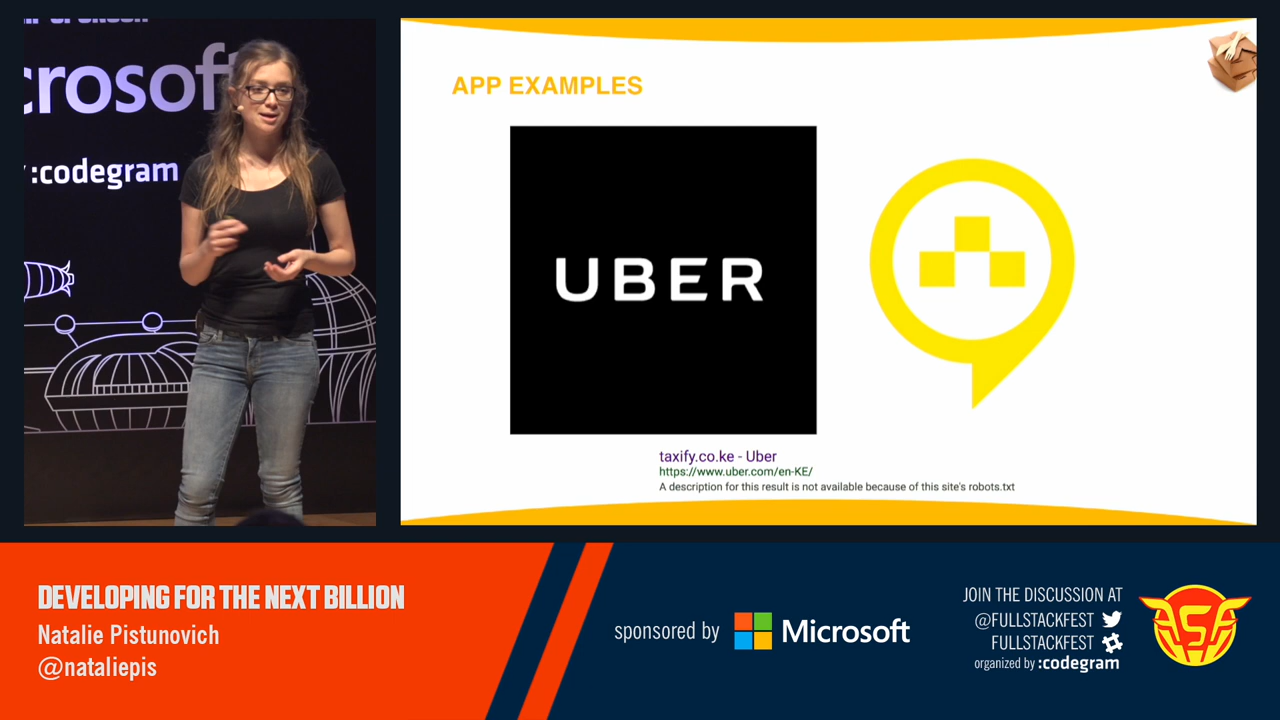 crosoft
:codegram
APP EXAMPLES
UBER
taxify.co.ke - Uber
https://www.uber.com/en-KE/
A description for this result is not available because of this site's robots.txt
DEVELOPING FOR THE NEXT BILLION
Natalie Pistunovich
@nataliepis
sponsored by Microsoft
JOIN THE DISCUSSION AT
@FULLSTACKFEST
FULLSTACKFEST
organized by :codegram
FSF